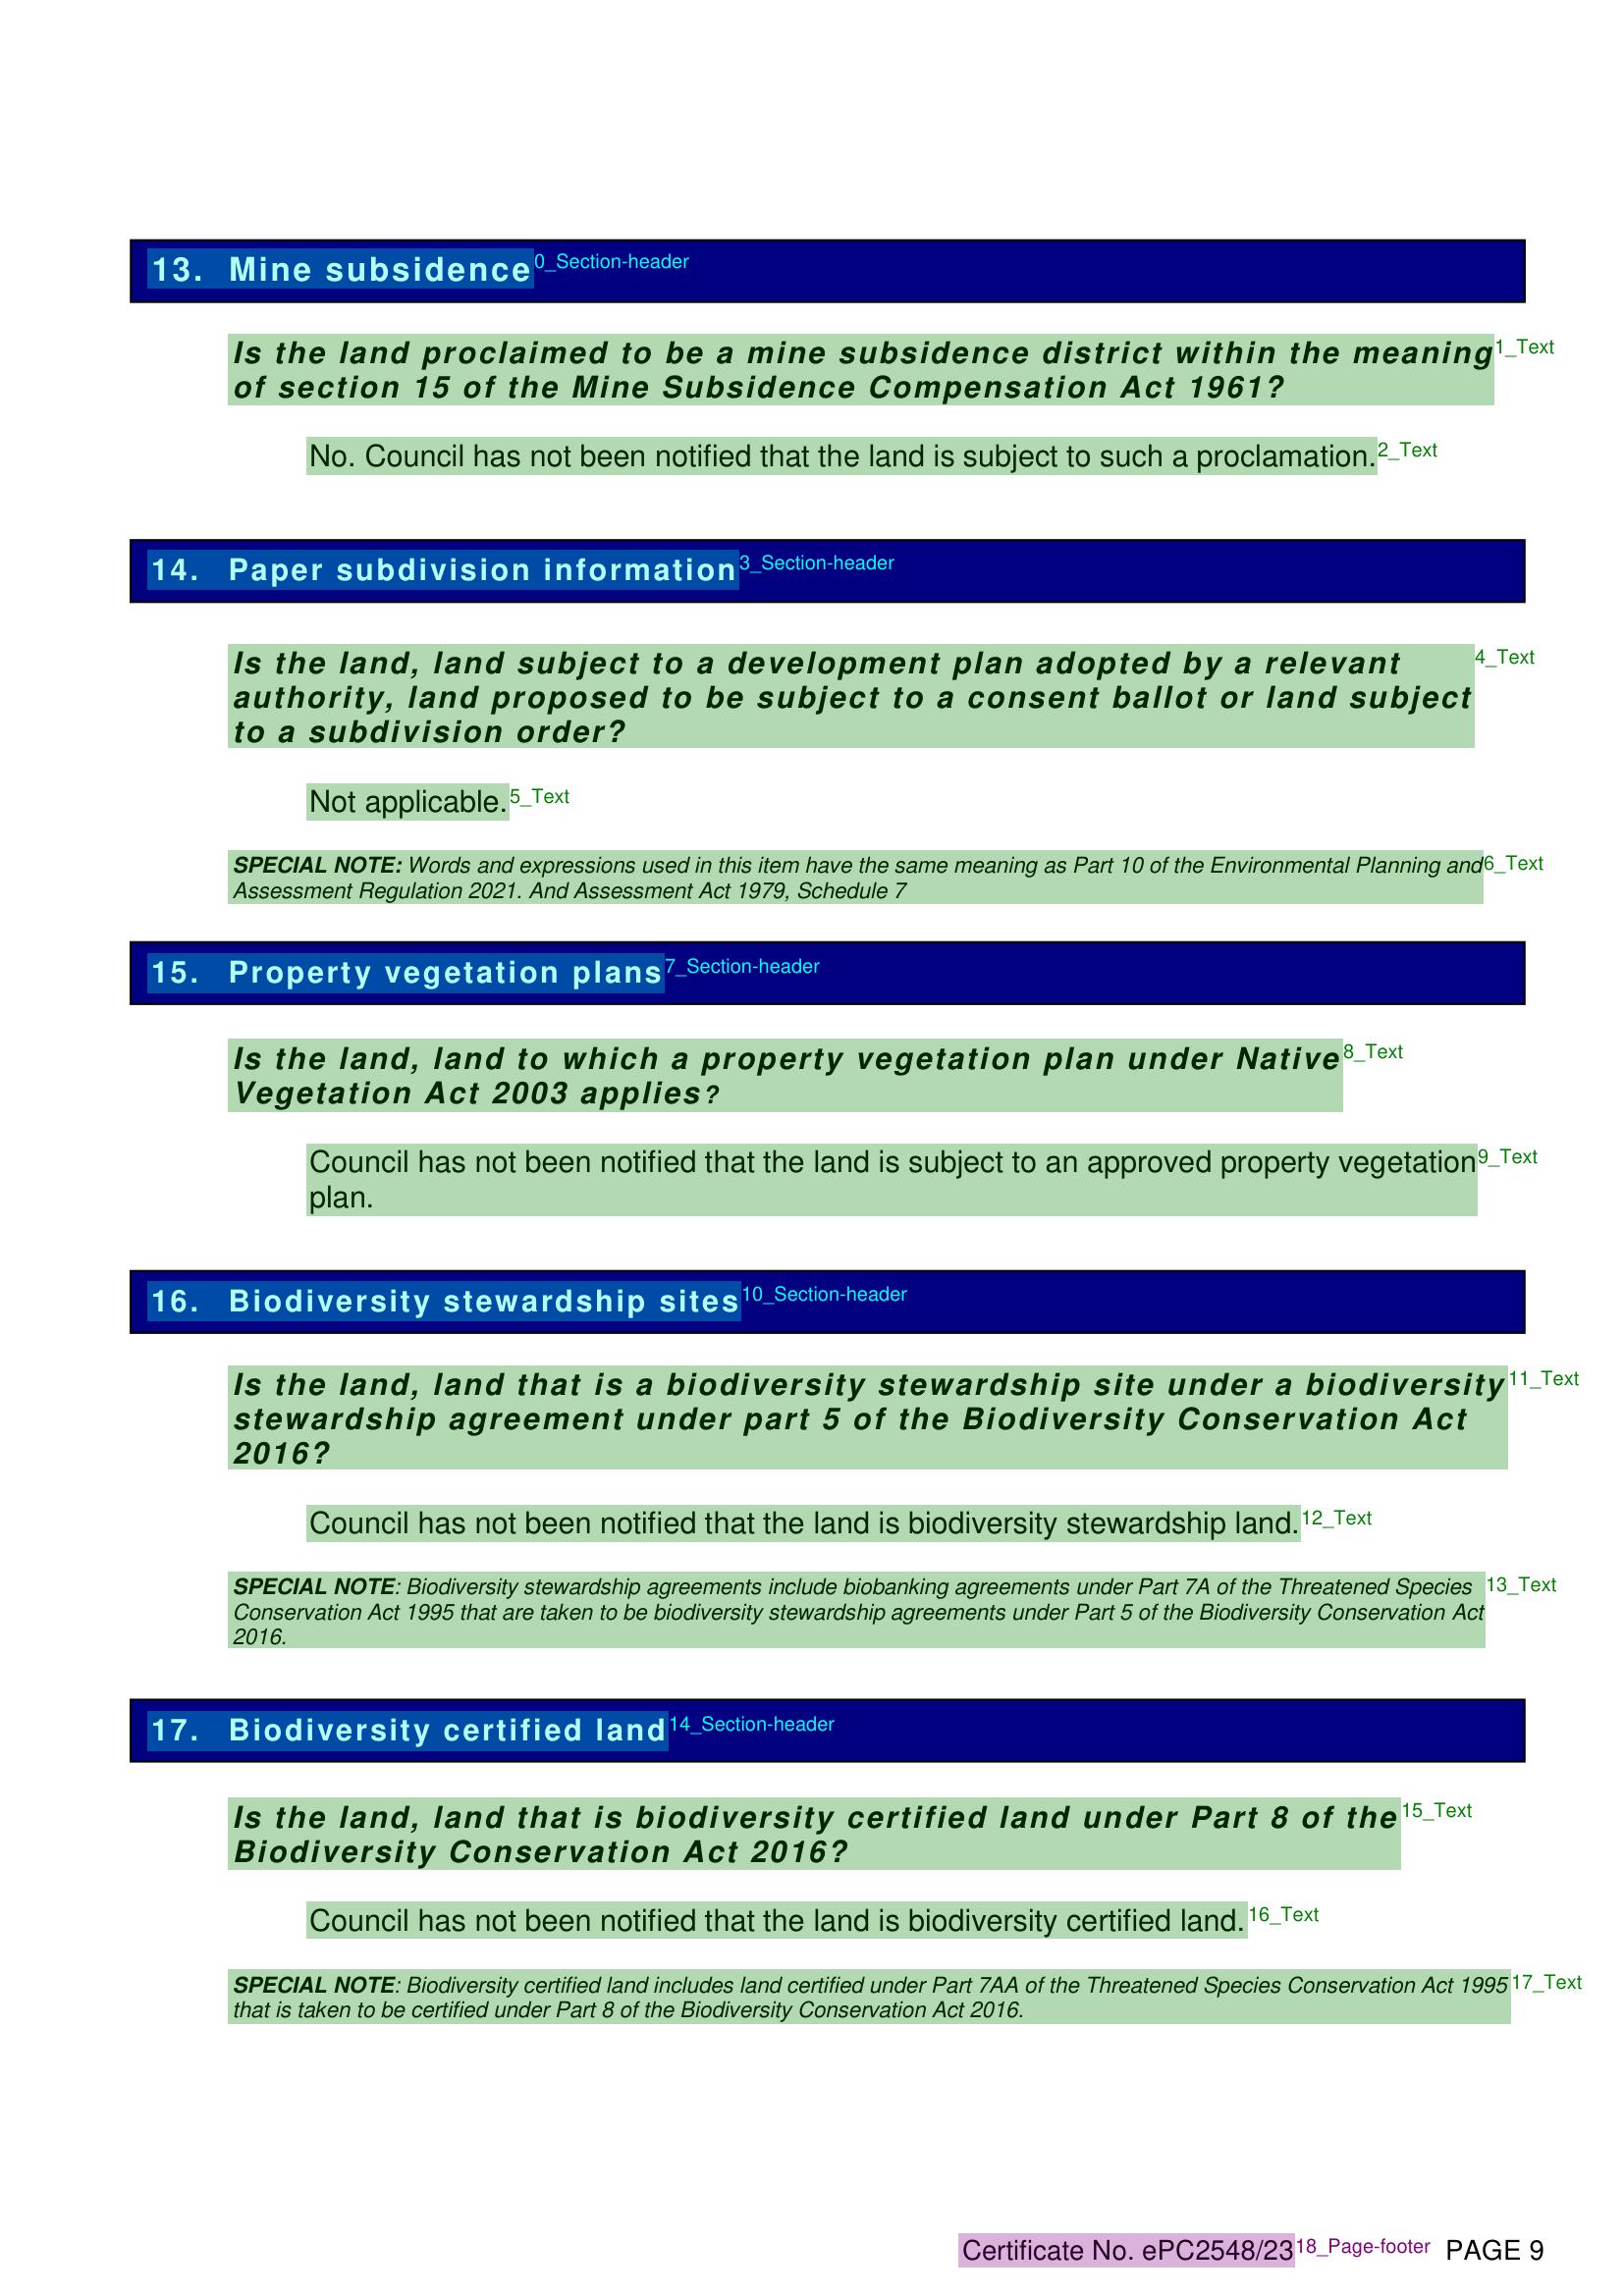 13. Mine subsidence 0_Section-header
Is the land proclaimed to be a mine subsidence district within the meaning 1_Text
of section 15 of the Mine Subsidence Compensation Act 1961?
No. Council has not been notified that the land is subject to such a proclamation. 2_Text
14. Paper subdivision information 3_Section-header
Is the land, land subject to a development plan adopted by a relevant 4_Text
authority, land proposed to be subject to a consent ballot or land subject
to a subdivision order?
Not applicable. 5_Text
SPECIAL NOTE: Words and expressions used in this item have the same meaning as Part 10 of the Environmental Planning and 6_Text
Assessment Regulation 2021. And Assessment Act 1979, Schedule 7
15. Property vegetation plans 7_Section-header
Is the land, land to which a property vegetation plan under Native 8_Text
Vegetation Act 2003 applies?
Council has not been notified that the land is subject to an approved property vegetation 9_Text
plan.
16. Biodiversity stewardship sites 10_Section-header
Is the land, land that is a biodiversity stewardship site under a biodiversity 11_Text
stewardship agreement under part 5 of the Biodiversity Conservation Act
2016?
Council has not been notified that the land is biodiversity stewardship land. 12_Text
SPECIAL NOTE: Biodiversity stewardship agreements include biobanking agreements under Part 7A of the Threatened Species 13_Text
Conservation Act 1995 that are taken to be biodiversity stewardship agreements under Part 5 of the Biodiversity Conservation Act
2016.
17. Biodiversity certified land 14_Section-header
Is the land, land that is biodiversity certified land under Part 8 of the 15_Text
Biodiversity Conservation Act 2016?
Council has not been notified that the land is biodiversity certified land. 16_Text
SPECIAL NOTE: Biodiversity certified land includes land certified under Part 7AA of the Threatened Species Conservation Act 1995 17_Text
that is taken to be certified under Part 8 of the Biodiversity Conservation Act 2016.
Certificate No. ePC2548/23 18_Page-footer PAGE 9